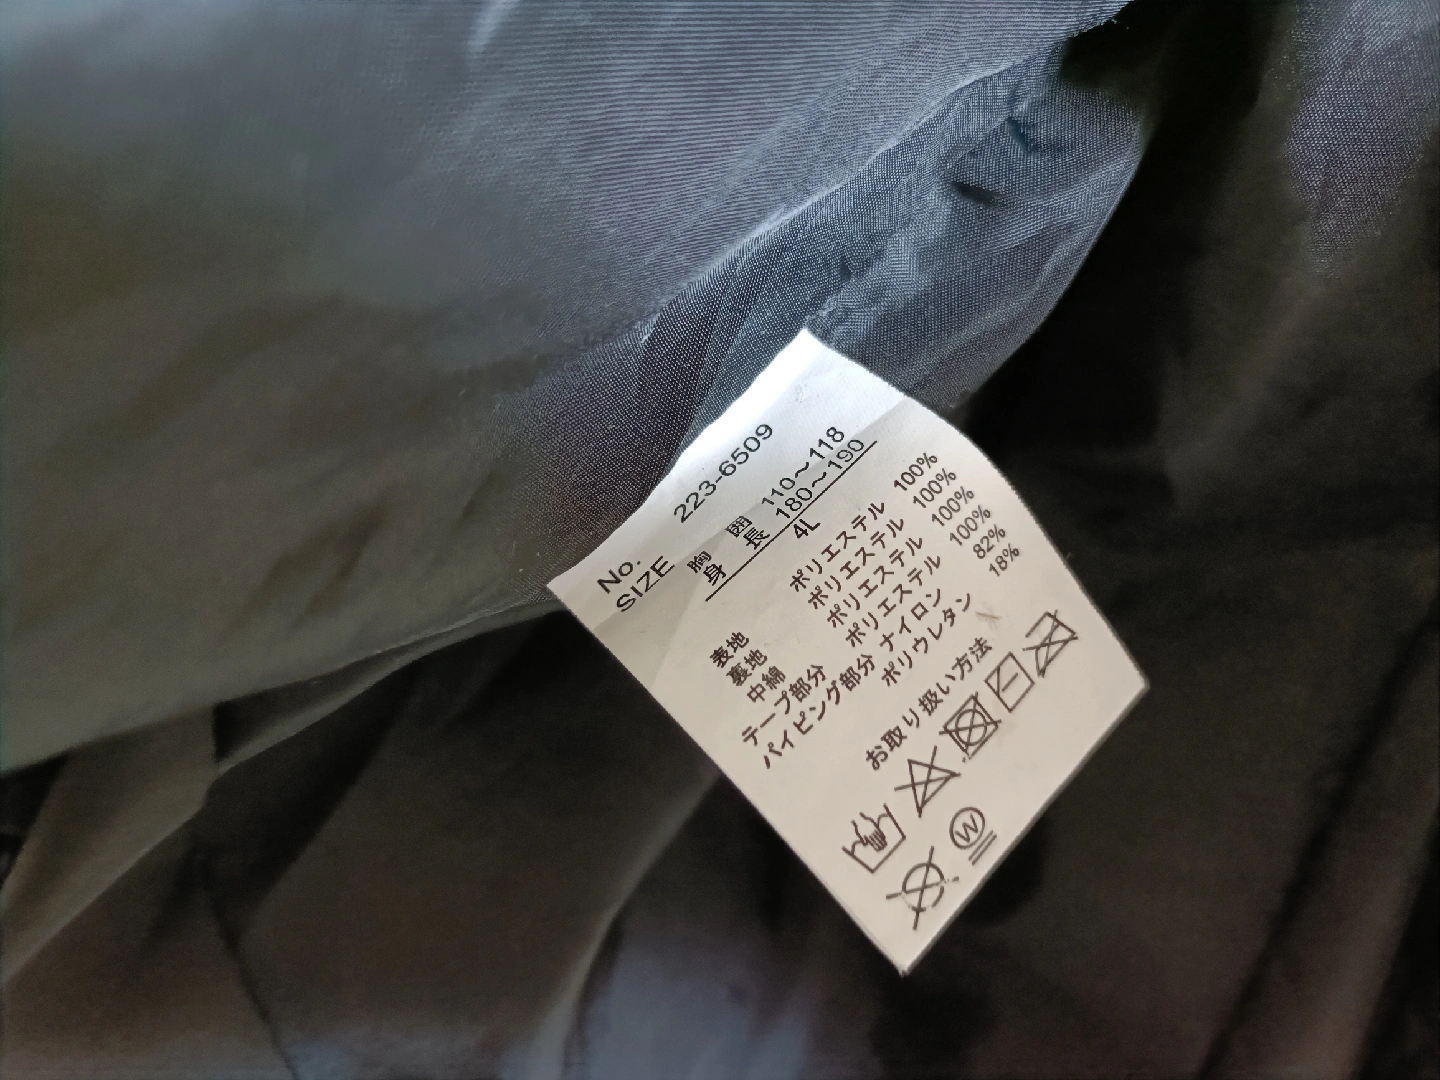 No. 223-6509
SIZE 胸囲 110～118
身長 180～190
4L
表地 ポリエステル 100%
裏地 ポリエステル 100%
中綿 ポリエステル 100%
テープ部分 ポリエステル 100%
パイピング部分 ナイロン 82%
ポリウレタン 18%
お取り扱い方法
W